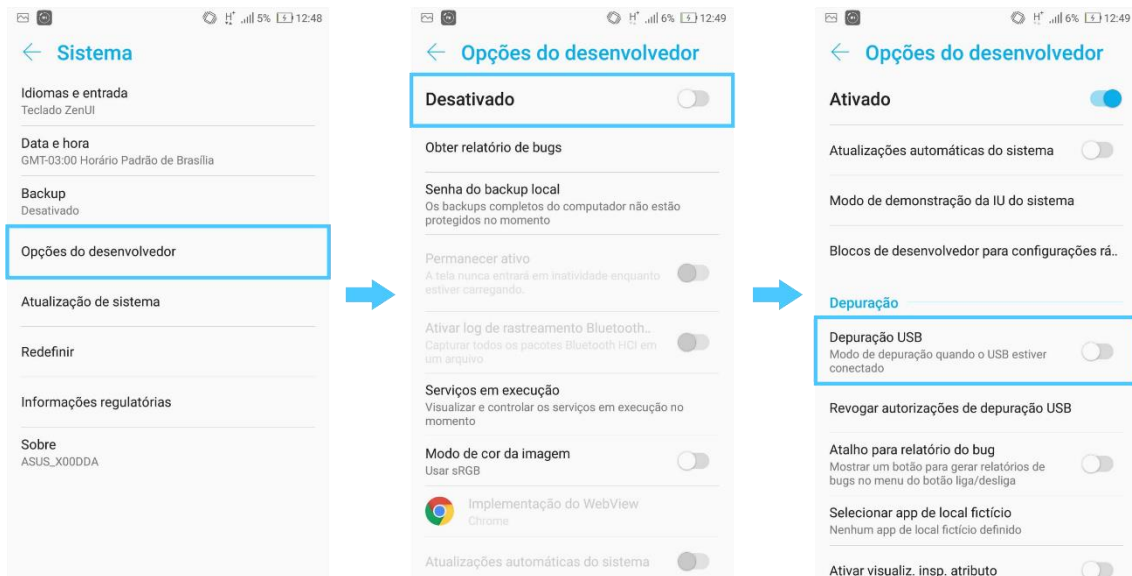 5% 12:48
Sistema
Idiomas e entrada
Teclado ZenUI
Data e hora
GMT-03:00 Horário Padrão de Brasília
Backup
Desativado
Opções do desenvolvedor
Atualização de sistema
Redefinir
Informações regulatórias
Sobre
ASUS_X00DDA
6% 12:49
Opções do desenvolvedor
Desativado
Obter relatório de bugs
Senha do backup local
Os backups completos do computador não estão
protegidos no momento
Permanecer ativo
A tela nunca entrará em inatividade enquanto
estiver carregando.
Ativar log de rastreamento Bluetooth..
Capturar todos os pacotes Bluetooth HCI em
um arquivo
Serviços em execução
Visualizar e controlar os serviços em execução no
momento
Modo de cor da imagem
Usar sRGB
Implementação do WebView
Chrome
Atualizações automáticas do sistema
6% 12:49
Opções do desenvolvedor
Ativado
Atualizações automáticas do sistema
Modo de demonstração da IU do sistema
Blocos de desenvolvedor para configurações rá..
Depuração
Depuração USB
Modo de depuração quando o USB estiver
conectado
Revogar autorizações de depuração USB
Atalho para relatório do bug
Mostrar um botão para gerar relatórios de
bugs no menu do botão liga/desliga
Selecionar app de local fictício
Nenhum app de local fictício definido
Ativar visualiz. insp. atributo